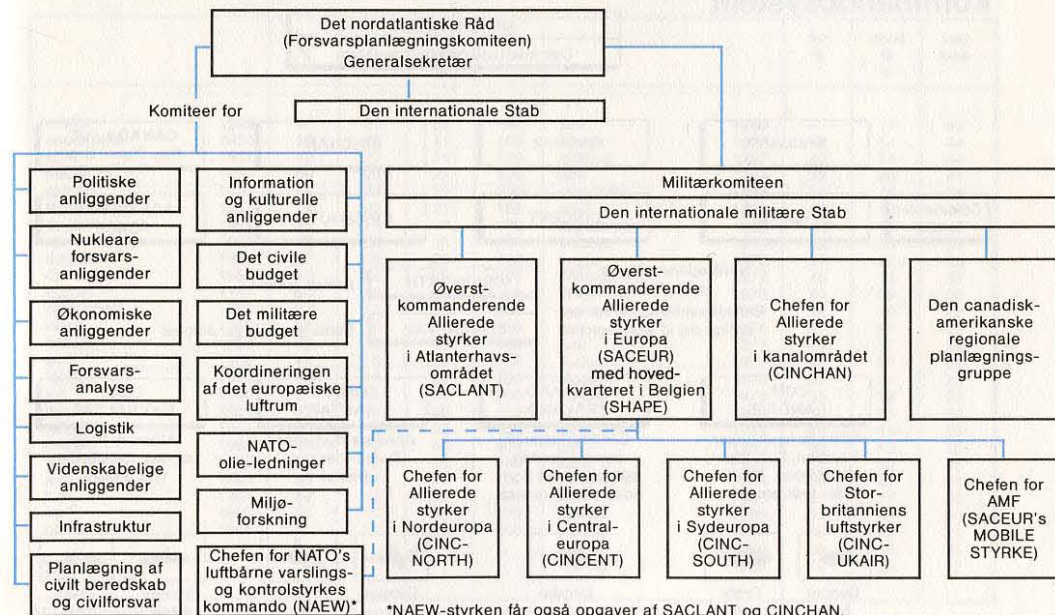 Det nordatlantiske Råd
(Forsvarsplanlægningskomiteen)
Generalsekretær
Komiteer for
Den internationale Stab
Politiske
anliggender
Nukleare
forsvars-
anliggender
Økonomiske
anliggender
Forsvars-
analyse
Logistik
Videnskabelige
anliggender
Infrastruktur
Planlægning af
civilt beredskab
og civilforsvar
Information
og kulturelle
anliggender
Det civile
budget
Det militære
budget
Koordineringen
af det europæiske
luftrum
NATO-
olie-ledninger
Miljø-
forskning
Chefen for NATO's
luftbårne varslings-
og kontrolstyrkes
kommando (NAEW)*
Militærkomiteen
Den internationale militære Stab
Øverst-
kommanderende
Allierede
styrker
i Atlanterhavs-
området
(SACLANT)
Øverst-
kommanderende
Allierede
styrker
i Europa
(SACEUR)
med hoved-
kvarteret i Belgien
(SHAPE)
Chefen for
Allierede
styrker
i kanalområdet
(CINCHAN)
Den canadisk-
amerikanske
regionale
planlægnings-
gruppe
Chefen for
Allierede
styrker
i Nordeuropa
(CINC-
NORTH)
Chefen for
Allierede
styrker
i Central-
europa
(CINCENT)
Chefen for
Allierede
styrker
i Sydeuropa
(CINC-
SOUTH)
Chefen for
Stor-
britanniens
luftstyrker
(CINC-
UKAIR)
Chefen for
AMF
(SACEUR's
MOBILE
STYRKE)
*NAEW-styrken får også opgaver af SACLANT og CINCHAN.